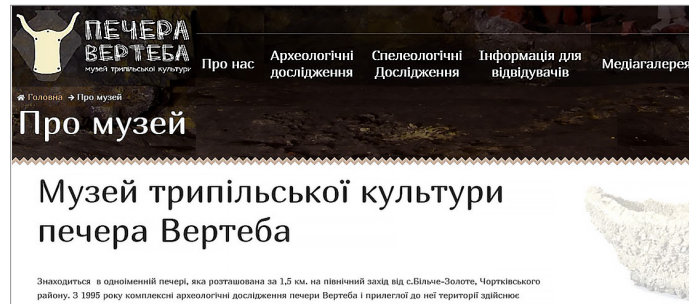 ПЕЧЕРА
ВЕРТЕБА
музей трипільської культури
Про нас
Археологічні
дослідження
Спелеологічні
Дослідження
Інформація для
відвідувачів
Медіагалерея
Головна → Про музей
Про музей
Музей трипільської культури
печера Вертеба
Знаходиться в одноіменній печері, яка розташована за 1,5 км. на північний захід від с.Більче-Золоте, Чортківського
району. З 1995 року комплексні археологічні дослідження печери Вертеба і прилеглої до неї території здійснює